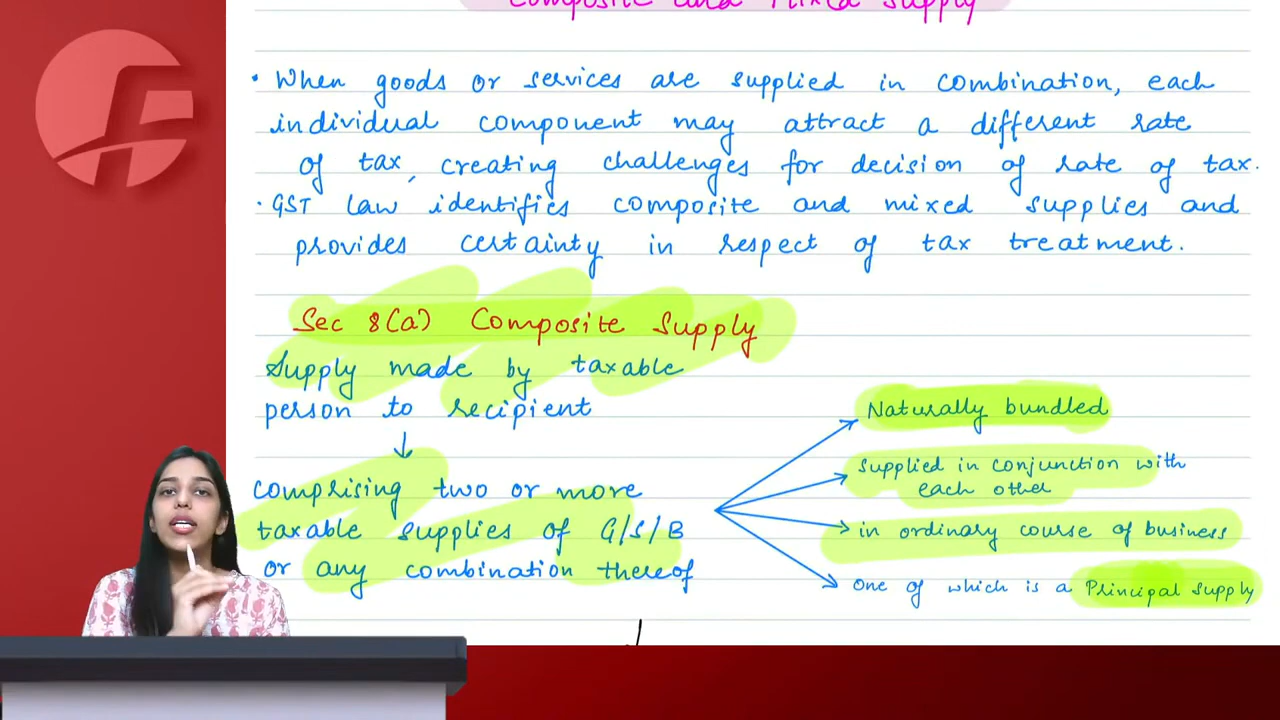 Composite and Mixed Supply
• When goods or services are supplied in combination, each
individual component may attract a different rate
of tax, creating challenges for decision of rate of tax.
• GST law identifies composite and mixed supplies and
provides certainty in respect of tax treatment.
Sec 8(a) Composite Supply
Supply made by taxable
person to recipient
↓
comprising two or more
taxable supplies of G/S/B
or any combination thereof
Naturally bundled
supplied in conjunction with
each other
in ordinary course of business
One of which is a Principal supply